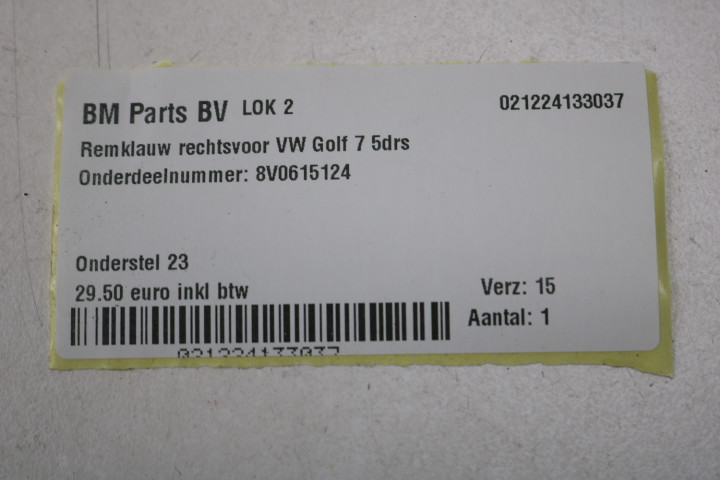 BM Parts BV LOK 2 021224133037
Remklauw rechtsvoor VW Golf 7 5drs
Onderdeelnummer: 8V0615124
Onderstel 23
29.50 euro inkl btw Verz: 15
Aantal: 1
021224133037